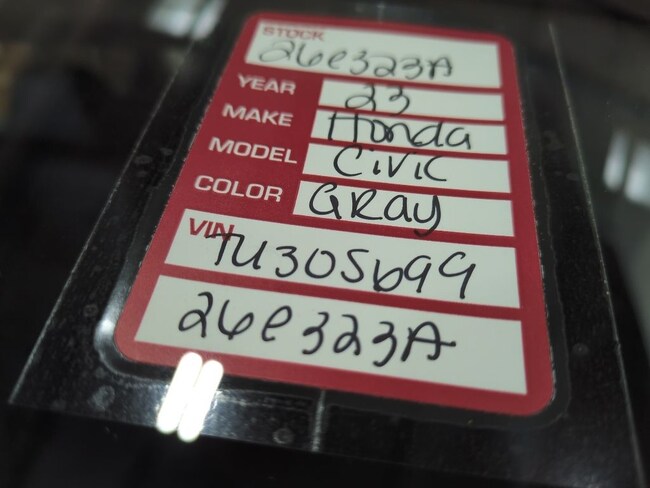 STOCK
26e323A
YEAR 23
MAKE Honda
MODEL Civic
COLOR GRay
VIN
TU305699
26e323A